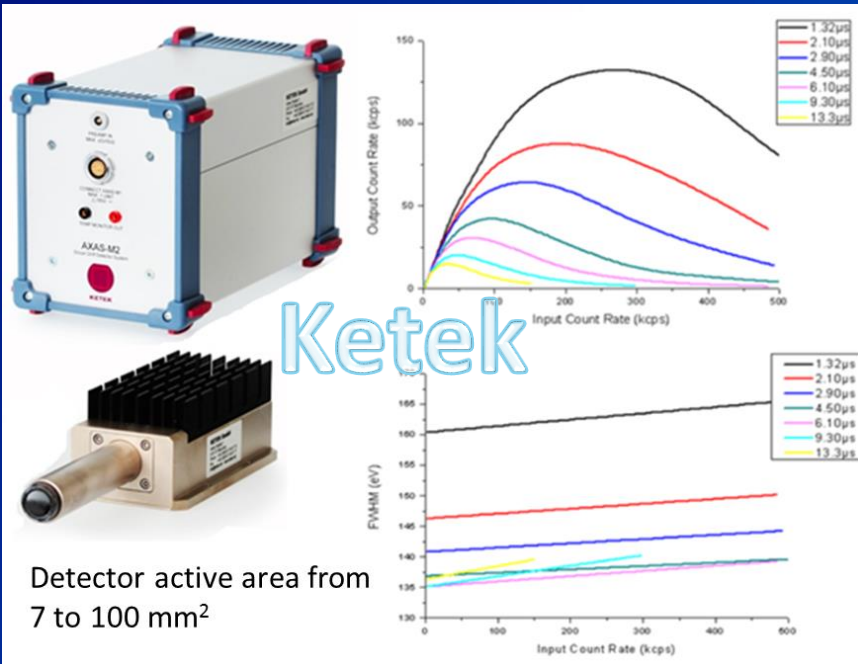 AXAS-M2
KETEK
Detector active area from
7 to 100 mm²
150
100
50
0
Output Count Rate (kcps)
0
200
300
400
500
Input Count Rate (kcps)
1.32µs
2.10µs
2.90µs
4.50µs
6.10µs
9.30µs
13.3µs
Ketek
165
160
155
150
145
140
135
130
FWHM (eV)
0
100
200
300
400
500
Input Count Rate (kcps)
1.32µs
2.10µs
2.90µs
4.50µs
6.10µs
9.30µs
13.3µs